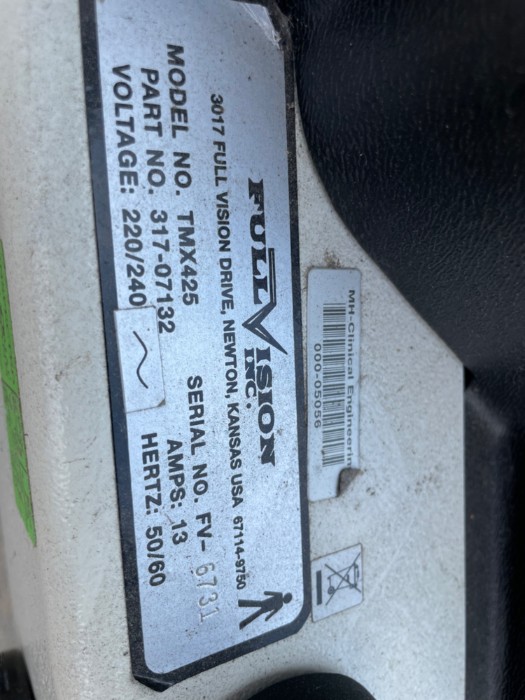 FULL VISION INC.
3017 FULL VISION DRIVE, NEWTON, KANSAS USA 67114-9750
MODEL NO. TMX425 SERIAL NO. FV-6731
PART NO. 317-07132 AMPS: 13
VOLTAGE: 220/240 ~ HERTZ: 50/60
MH-Clinical Engineerin
000-05056